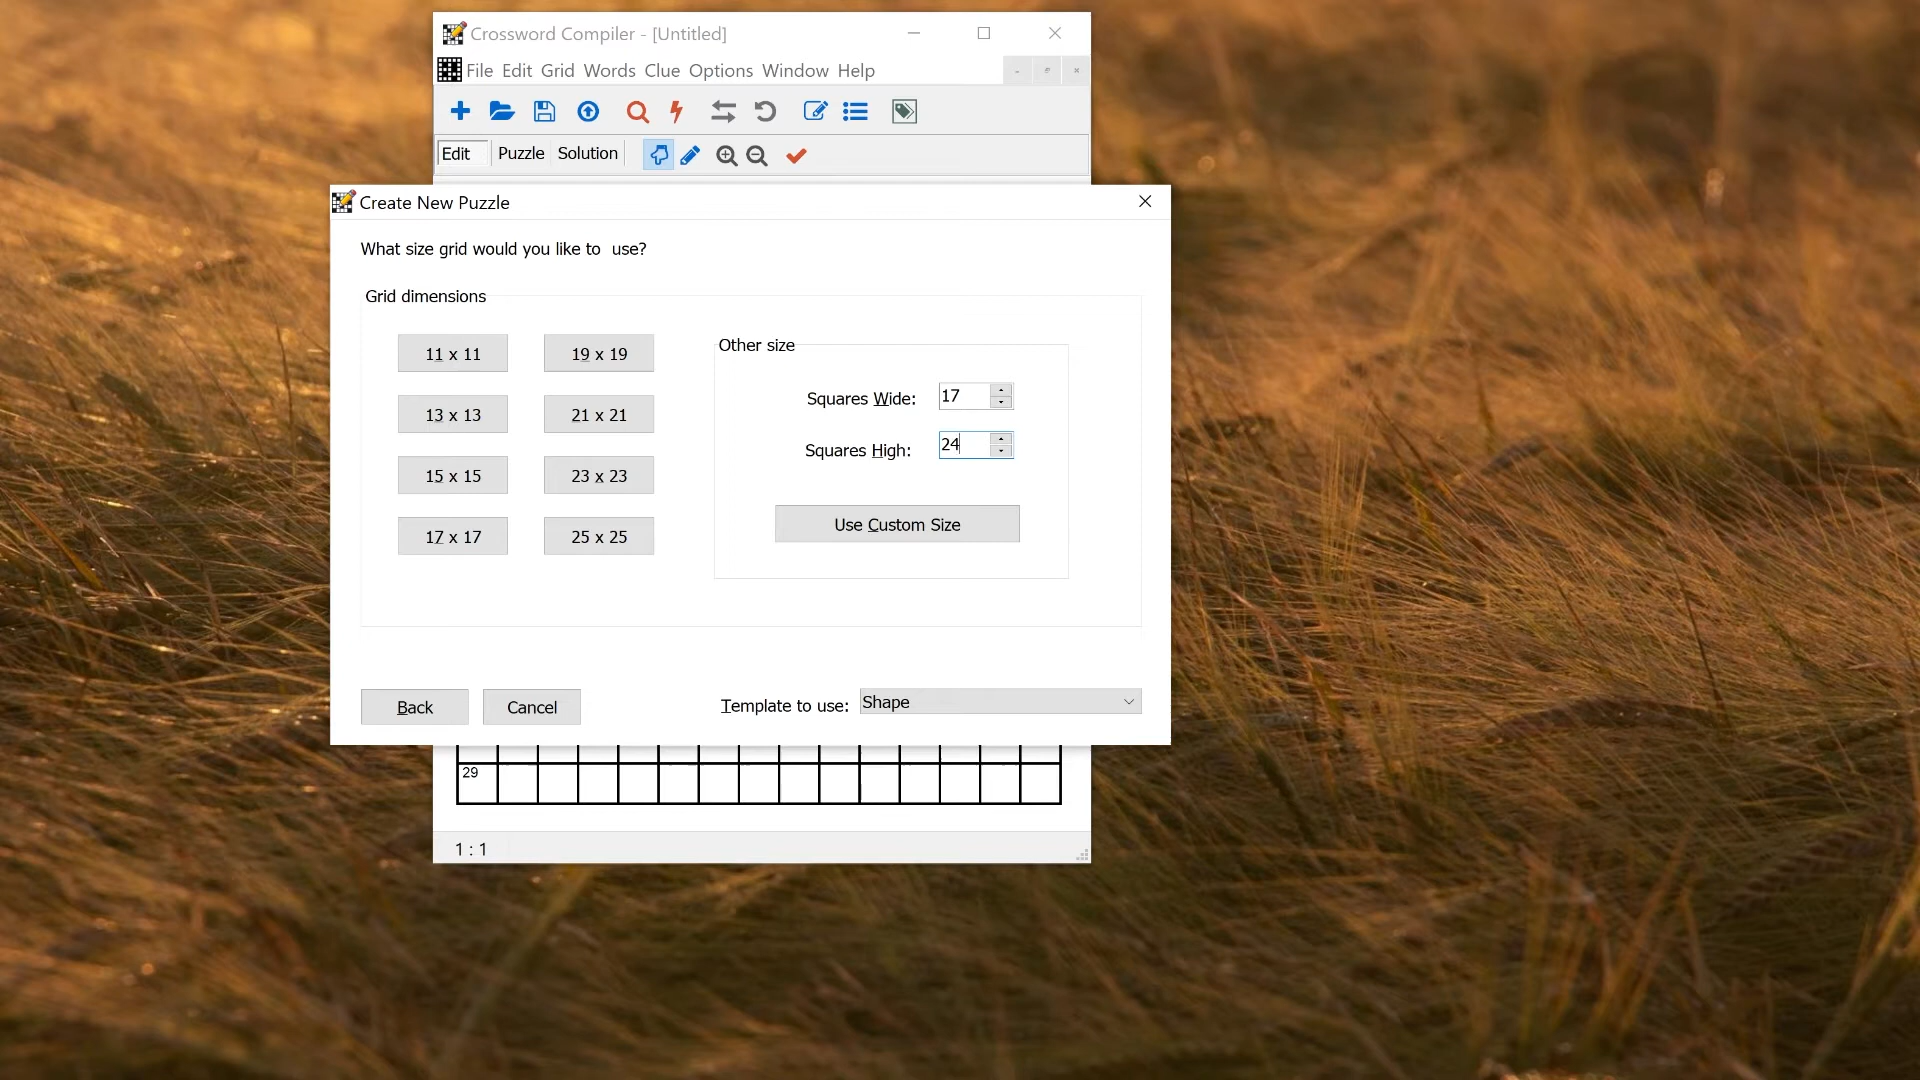 Crossword Compiler - [Untitled]
File Edit Grid Words Clue Options Window Help
Edit Puzzle Solution
Create New Puzzle
What size grid would you like to use?
Grid dimensions
11 x 11 19 x 19
Other size
Squares Wide: 17
13 x 13 21 x 21
Squares High: 24
15 x 15 23 x 23
Use Custom Size
17 x 17 25 x 25
Back Cancel Template to use: Shape
29
1 : 1